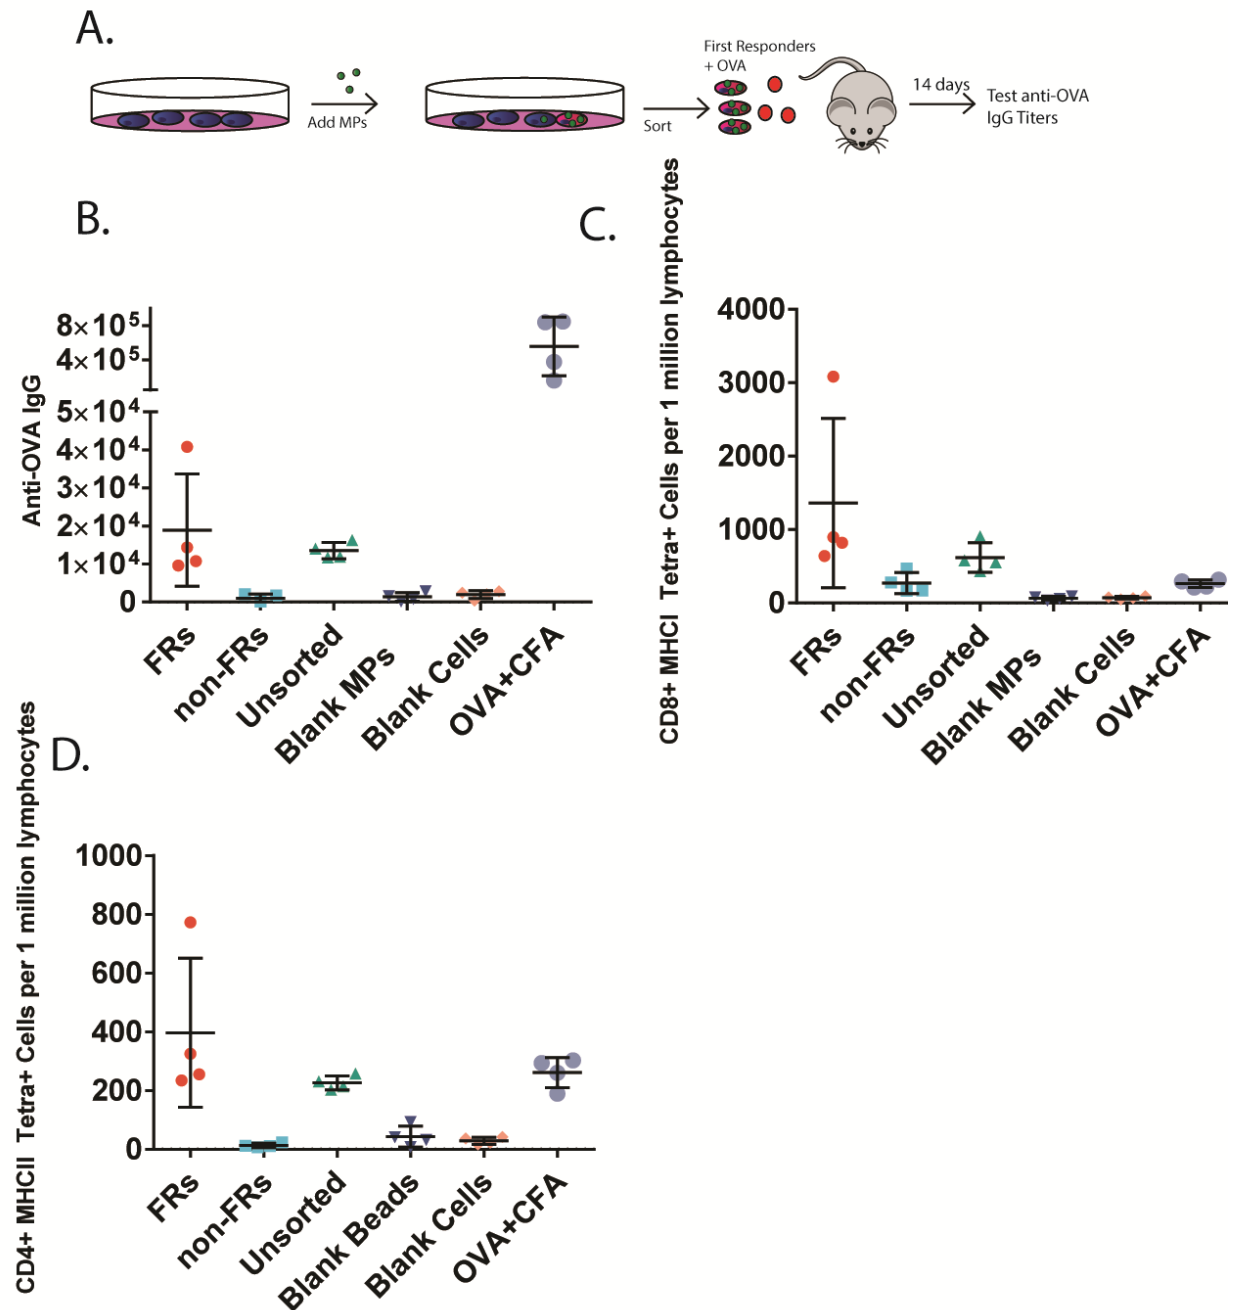 A.
First Responders
+ OVA
Add MPs
Sort
14 days
Test anti-OVA
IgG Titers
B.
Anti-OVA IgG
8×10⁵
4×10⁵
5×10⁴
4×10⁴
3×10⁴
2×10⁴
1×10⁴
0
FRs
non-FRs
Unsorted
Blank MPs
Blank Cells
OVA+CFA
C.
CD8+ MHCI Tetra+ Cells per 1 million lymphocytes
4000
3000
2000
1000
0
FRs
non-FRs
Unsorted
Blank MPs
Blank Cells
OVA+CFA
D.
CD4+ MHCII Tetra+ Cells per 1 million lymphocytes
1000
800
600
400
200
0
FRs
non-FRs
Unsorted
Blank Beads
Blank Cells
OVA+CFA